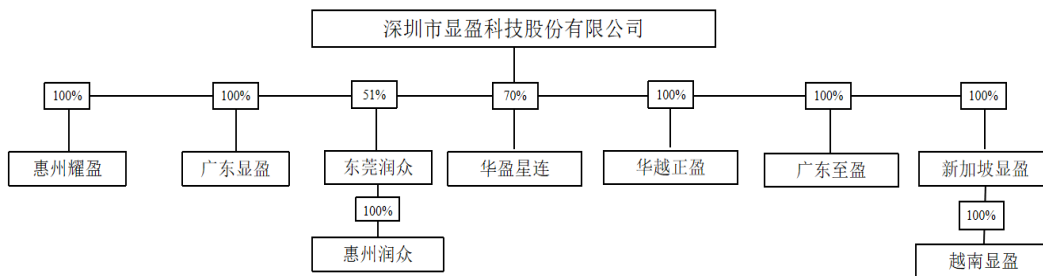 深圳市显盈科技股份有限公司
100% 100% 51% 70% 100% 100% 100%
惠州耀盈 广东显盈 东莞润众 华盈星连 华越正盈 广东至盈 新加坡显盈
100% 100%
惠州润众 越南显盈